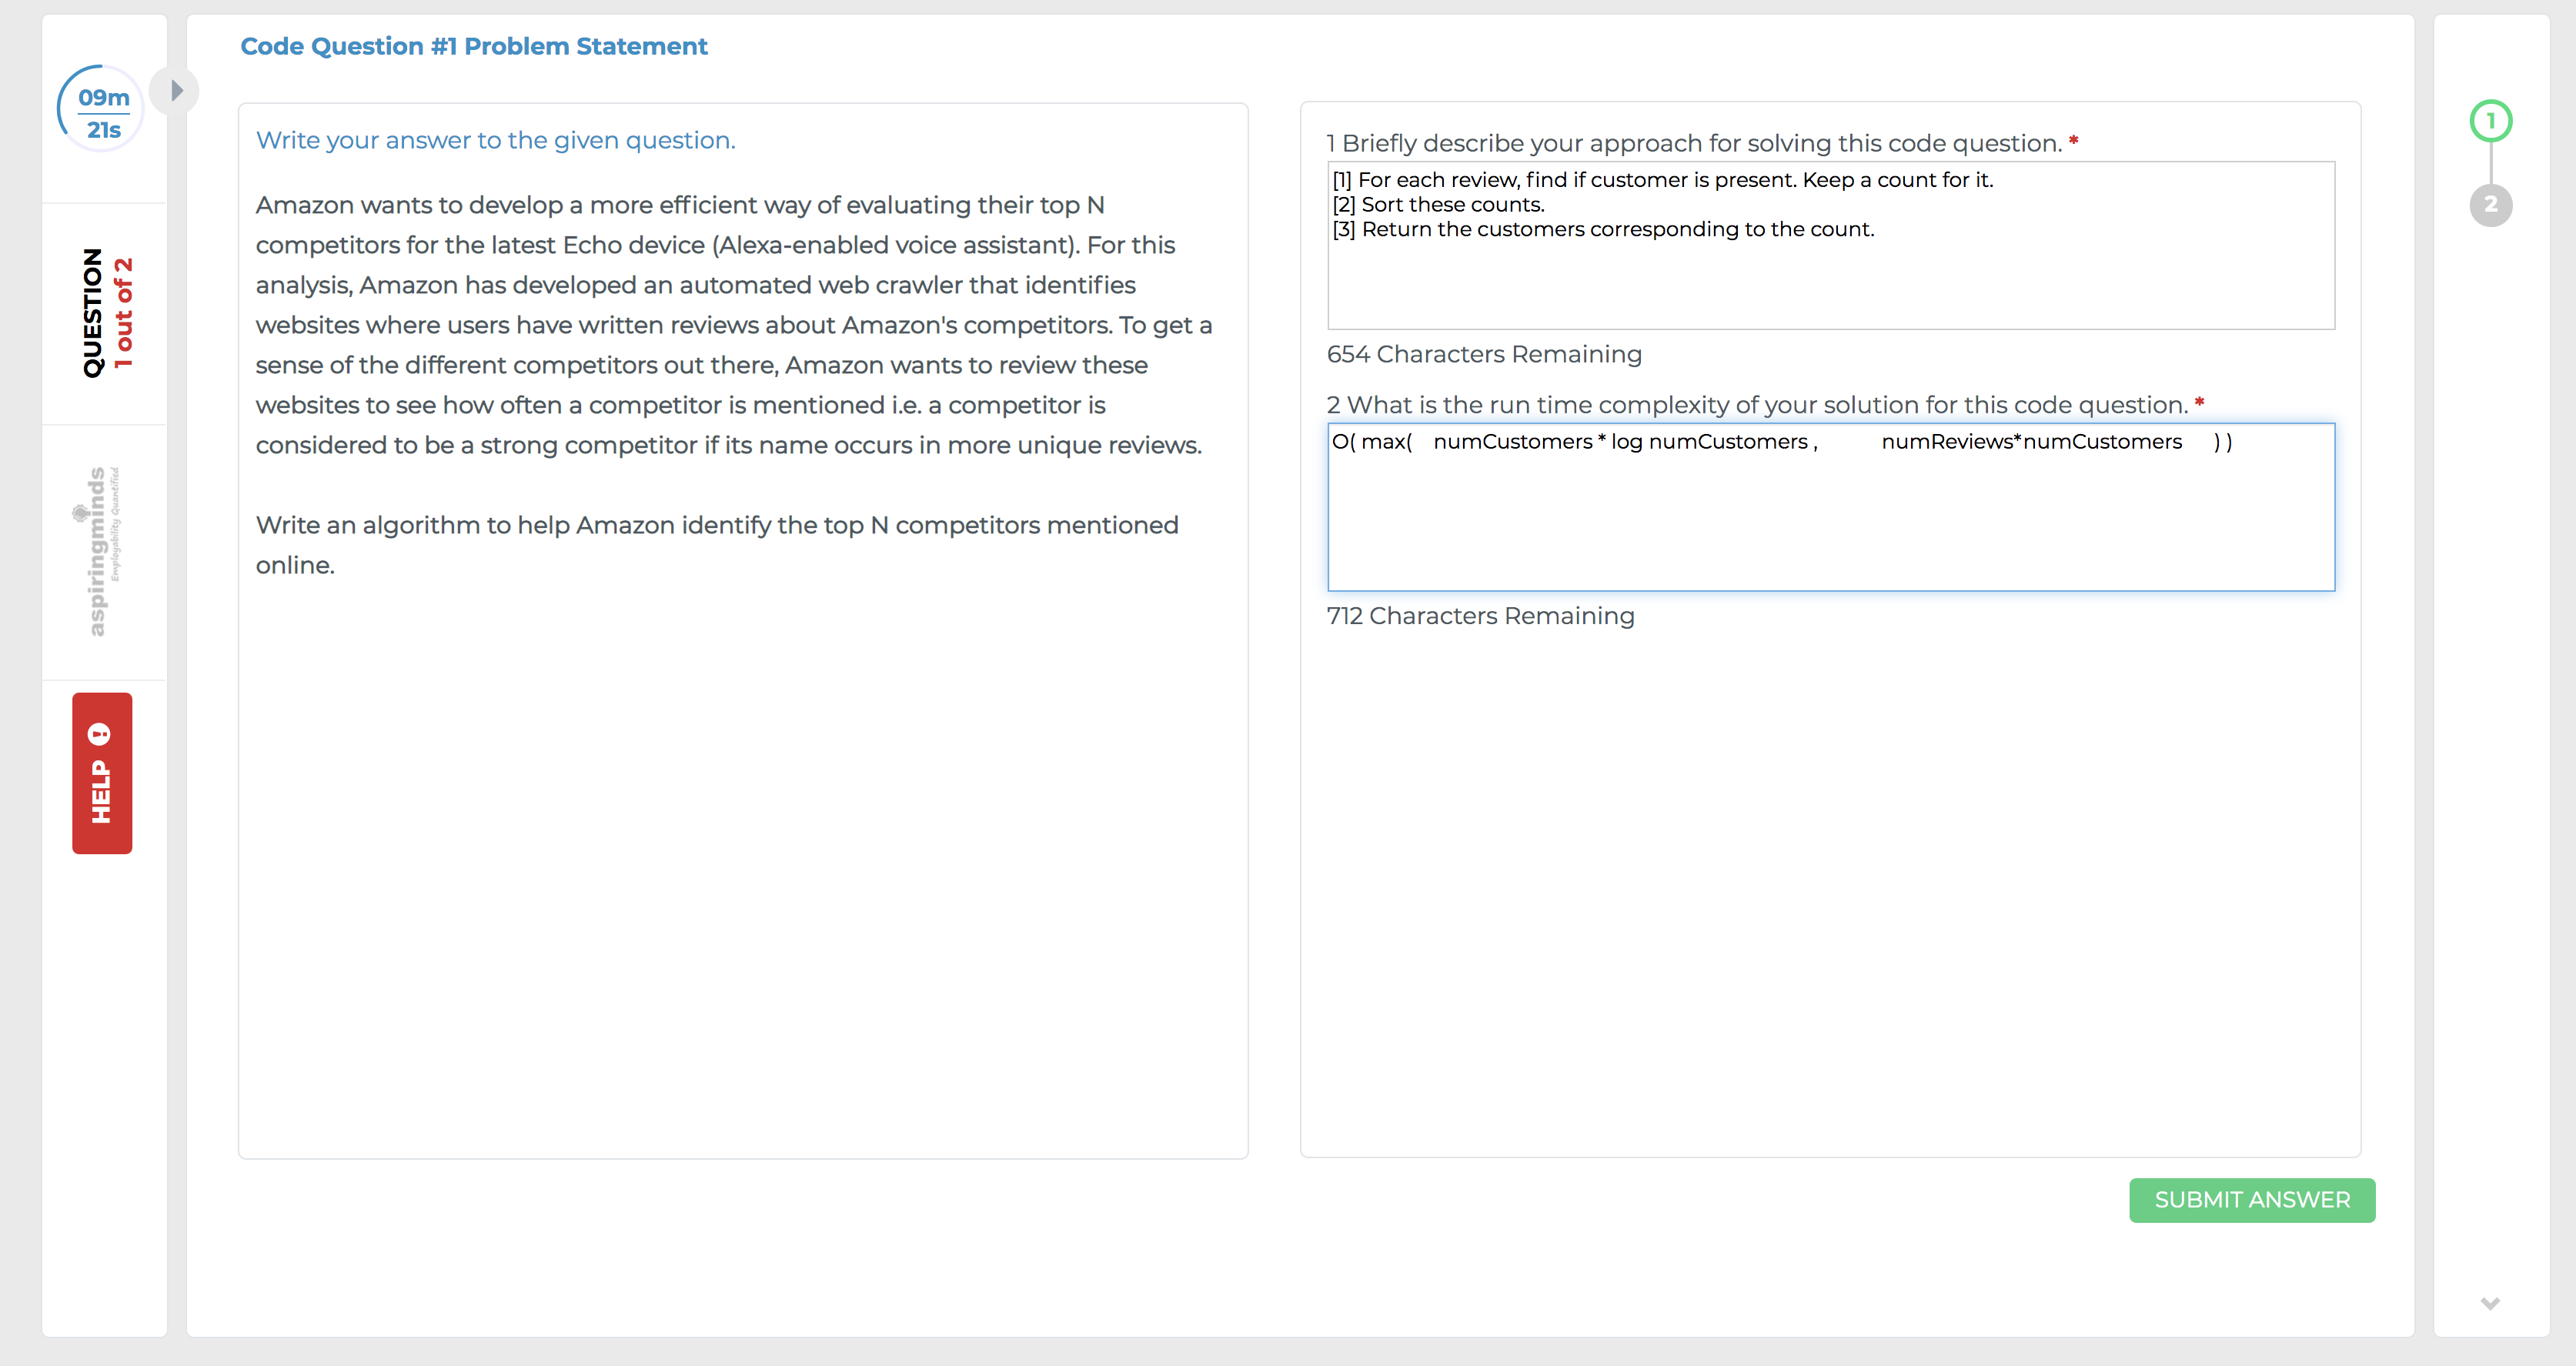 Code Question #1 Problem Statement
09m
21s
QUESTION
1 out of 2
aspiringminds
Employability Quantified
HELP
Write your answer to the given question.
Amazon wants to develop a more efficient way of evaluating their top N
competitors for the latest Echo device (Alexa-enabled voice assistant). For this
analysis, Amazon has developed an automated web crawler that identifies
websites where users have written reviews about Amazon's competitors. To get a
sense of the different competitors out there, Amazon wants to review these
websites to see how often a competitor is mentioned i.e. a competitor is
considered to be a strong competitor if its name occurs in more unique reviews.
Write an algorithm to help Amazon identify the top N competitors mentioned
online.
1 Briefly describe your approach for solving this code question. *
[1] For each review, find if customer is present. Keep a count for it.
[2] Sort these counts.
[3] Return the customers corresponding to the count.
654 Characters Remaining
2 What is the run time complexity of your solution for this code question. *
O( max( numCustomers * log numCustomers , numReviews*numCustomers ) )
712 Characters Remaining
SUBMIT ANSWER
1
2